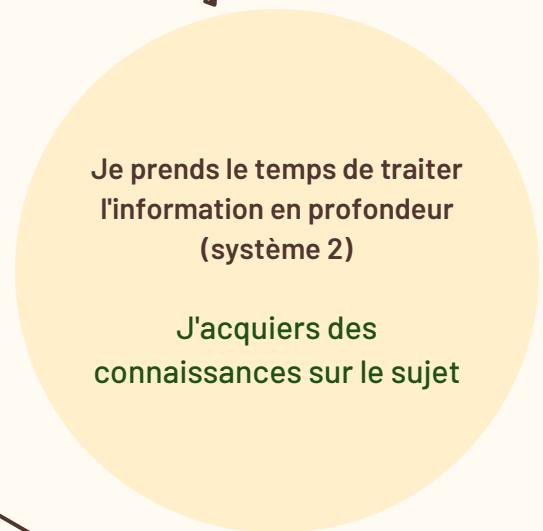 Je prends le temps de traiter
l'information en profondeur
(système 2)
J'acquiers des
connaissances sur le sujet